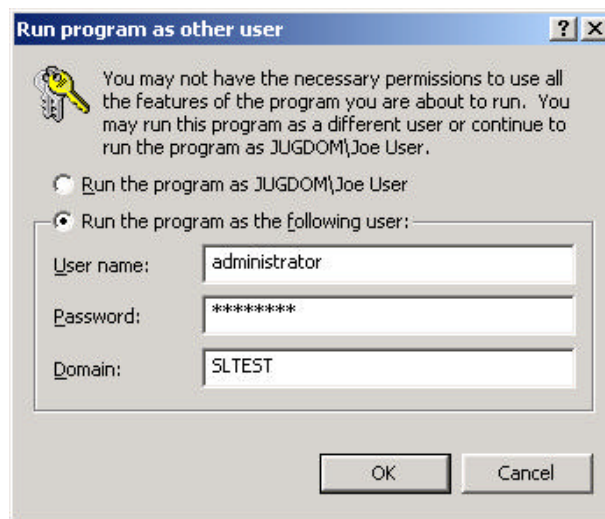 Run program as other user
You may not have the necessary permissions to use all
the features of the program you are about to run.  You
may run this program as a different user or continue to
run the program as JUGDOM\Joe User.
Run the program as JUGDOM\Joe User
Run the program as the following user:
User name: administrator
Password: ********
Domain: SLTEST
OK Cancel